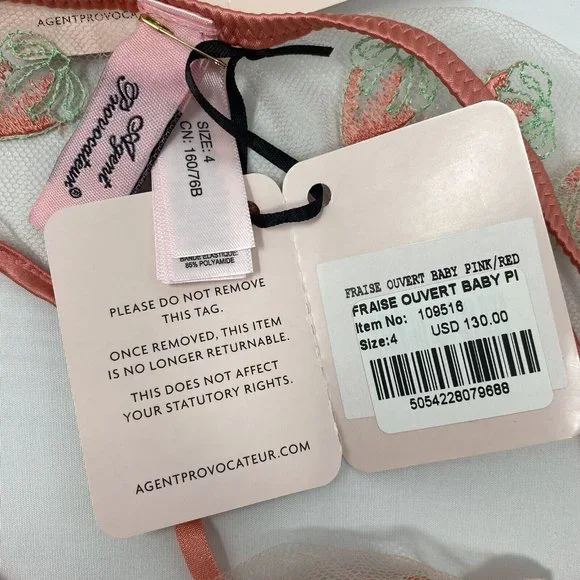 AGENTPROVOCATEUR.COM
AGENTPROVOC
Agent
Provocateur®
SIZE: 4
CN: 160/76B
BANDE ELASTIQUE:
85% POLYAMIDE
PLEASE DO NOT REMOVE
THIS TAG.
ONCE REMOVED, THIS ITEM
IS NO LONGER RETURNABLE.
THIS DOES NOT AFFECT
YOUR STATUTORY RIGHTS.
AGENTPROVOCATEUR.COM
FRAISE OUVERT BABY PINK/RED
FRAISE OUVERT BABY PI
Item No: 109516
Size:4 USD 130.00
5054228079688